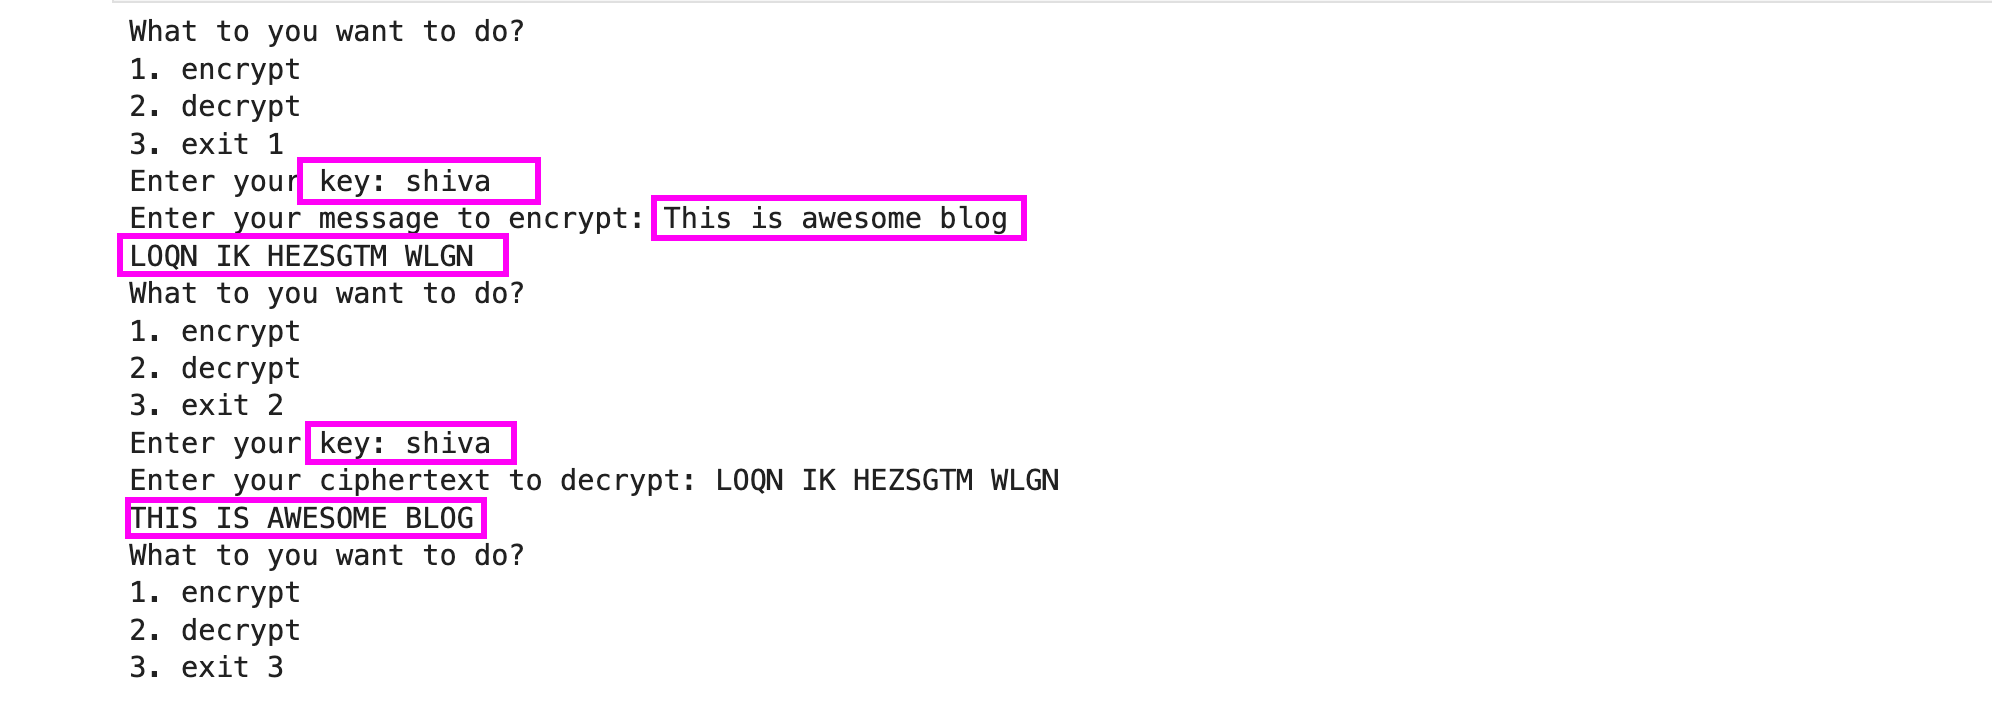 What to you want to do?
1. encrypt
2. decrypt
3. exit 1
Enter your key: shiva
Enter your message to encrypt: This is awesome blog
LOQN IK HEZSGTM WLGN
What to you want to do?
1. encrypt
2. decrypt
3. exit 2
Enter your key: shiva
Enter your ciphertext to decrypt: LOQN IK HEZSGTM WLGN
THIS IS AWESOME BLOG
What to you want to do?
1. encrypt
2. decrypt
3. exit 3